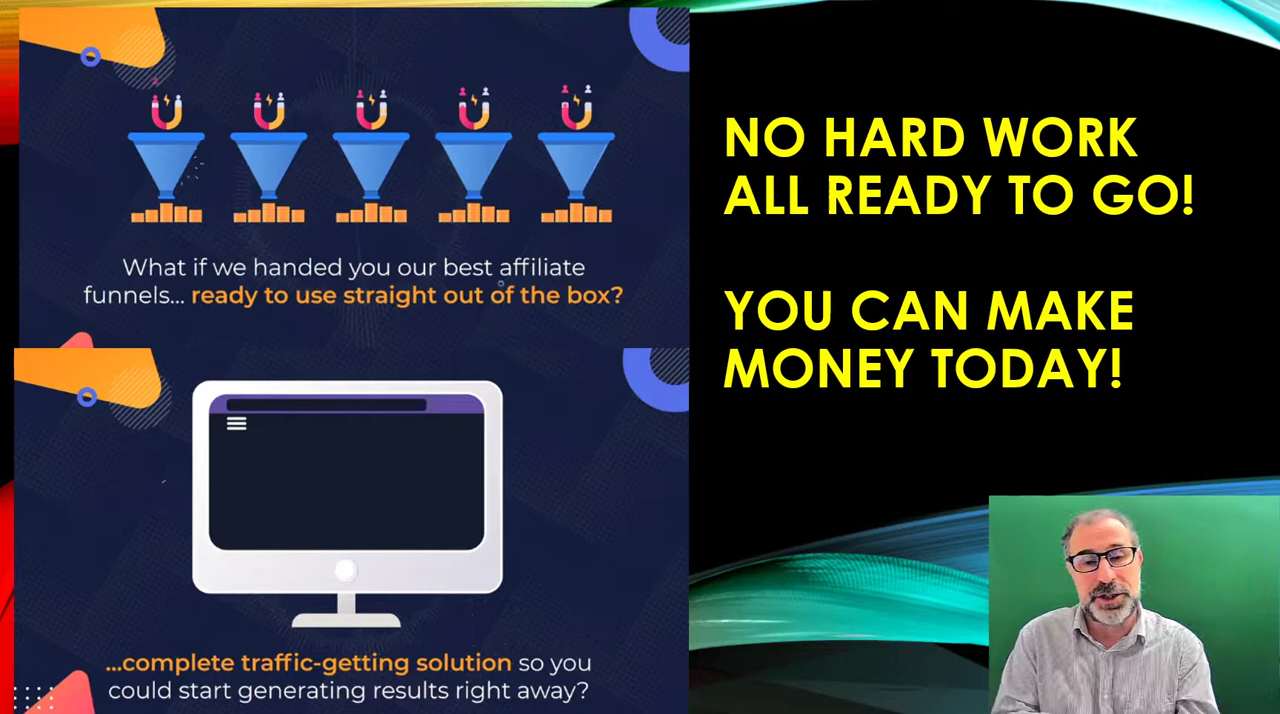 What if we handed you our best affiliate
funnels... ready to use straight out of the box?
...complete traffic-getting solution so you
could start generating results right away?
NO HARD WORK
ALL READY TO GO!
YOU CAN MAKE
MONEY TODAY!